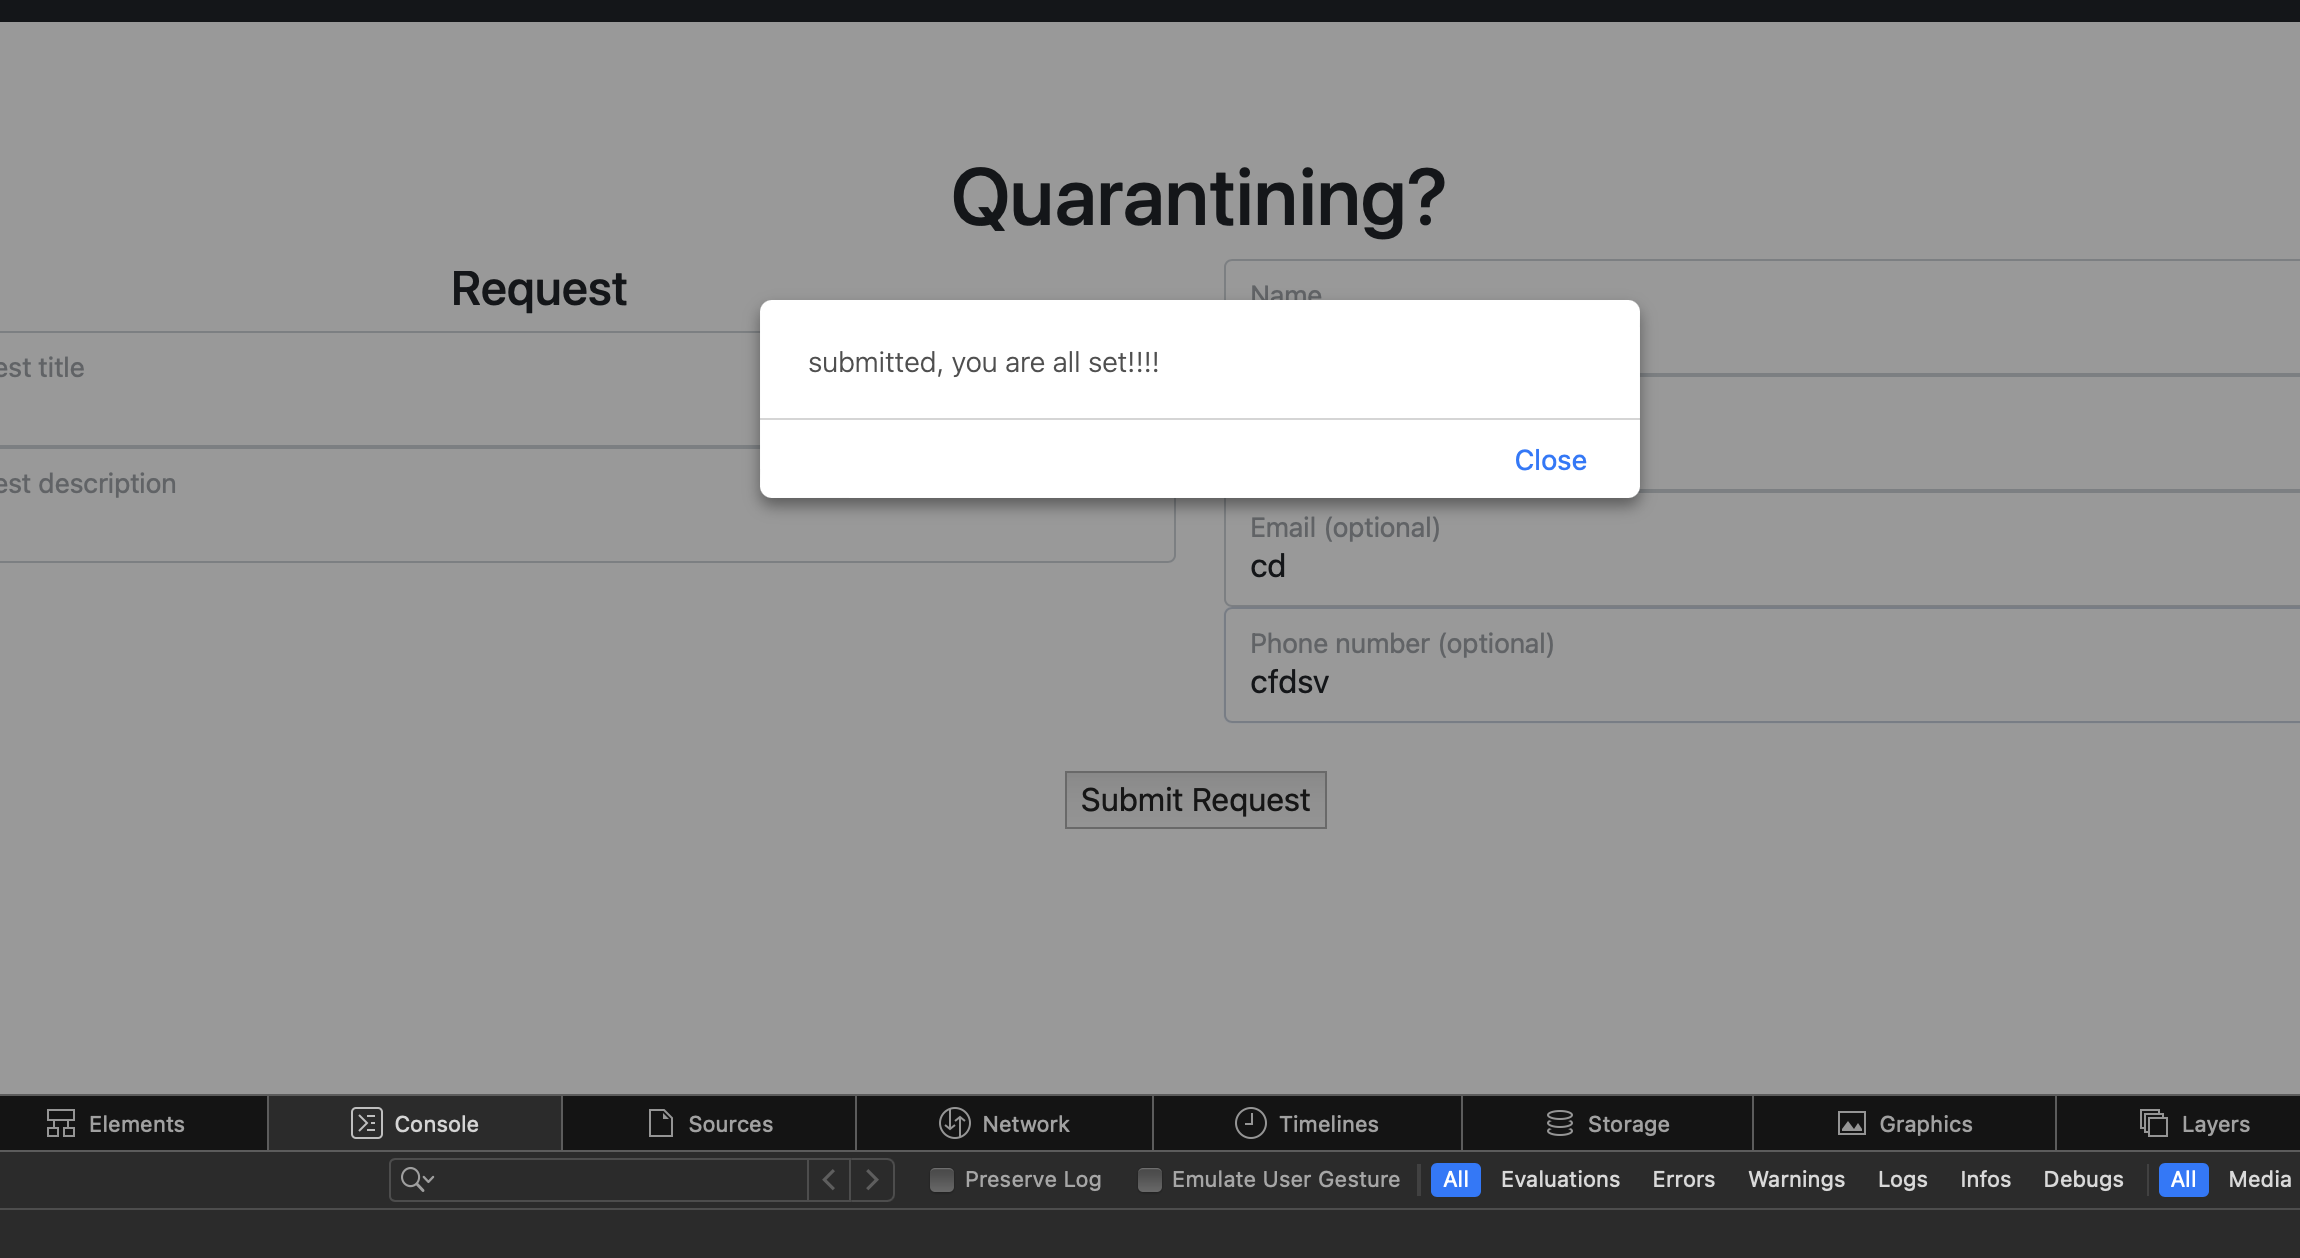 Quarantining?
Request
est title
est description
Name
submitted, you are all set!!!!
Close
Email (optional)
cd
Phone number (optional)
cfdsv
Submit Request
Elements Console Sources Network Timelines Storage Graphics Layers
Preserve Log Emulate User Gesture All Evaluations Errors Warnings Logs Infos Debugs All Media